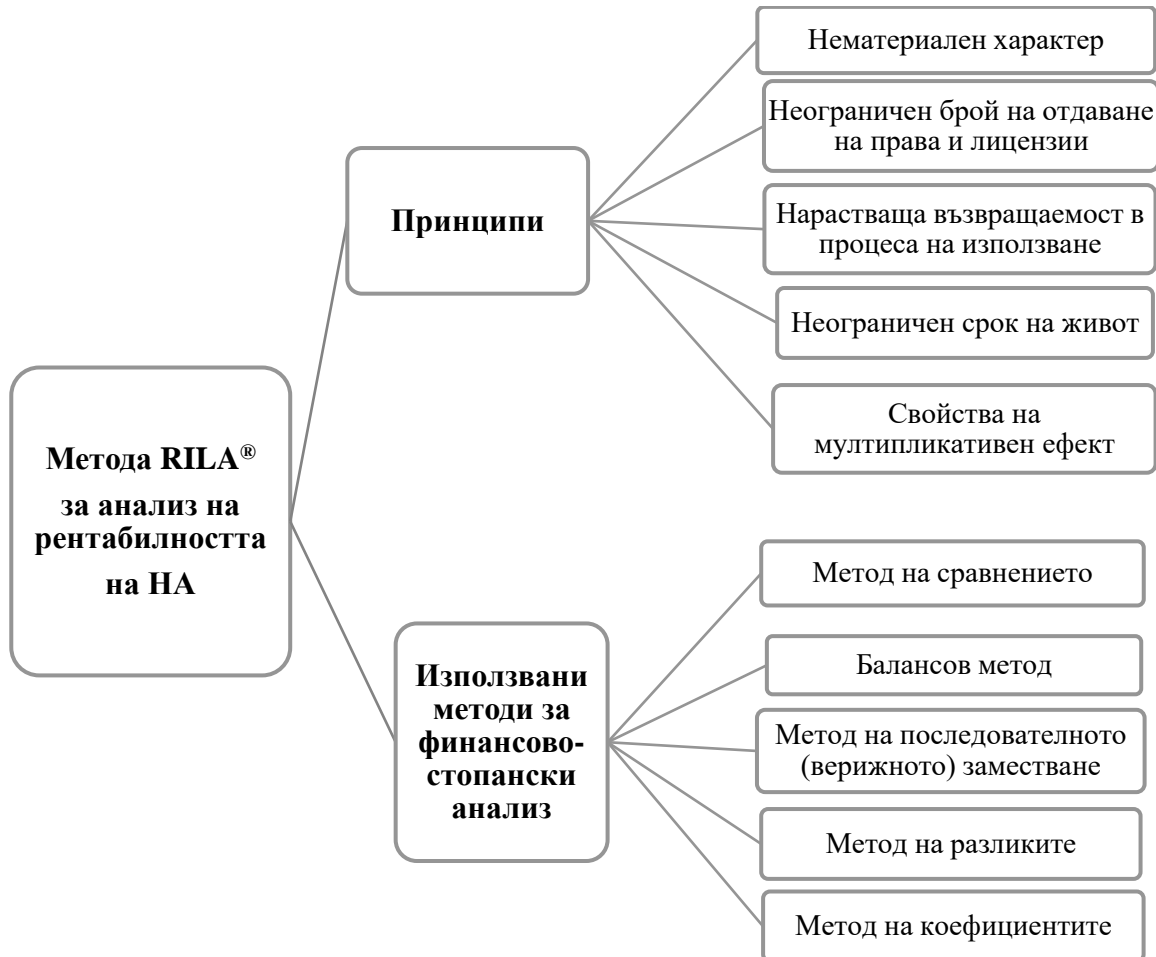 Метода RILA®
за анализ на
рентабилността
на НА
Принципи
Нематериален характер
Неограничен брой на отдаване
на права и лицензии
Нарастваща възвращаемост в
процеса на използване
Неограничен срок на живот
Свойства на
мултипликативен ефект
Използвани
методи за
финансово-
стопански
анализ
Метод на сравнението
Балансов метод
Метод на последователното
(верижното) заместване
Метод на разликите
Метод на коефициентите